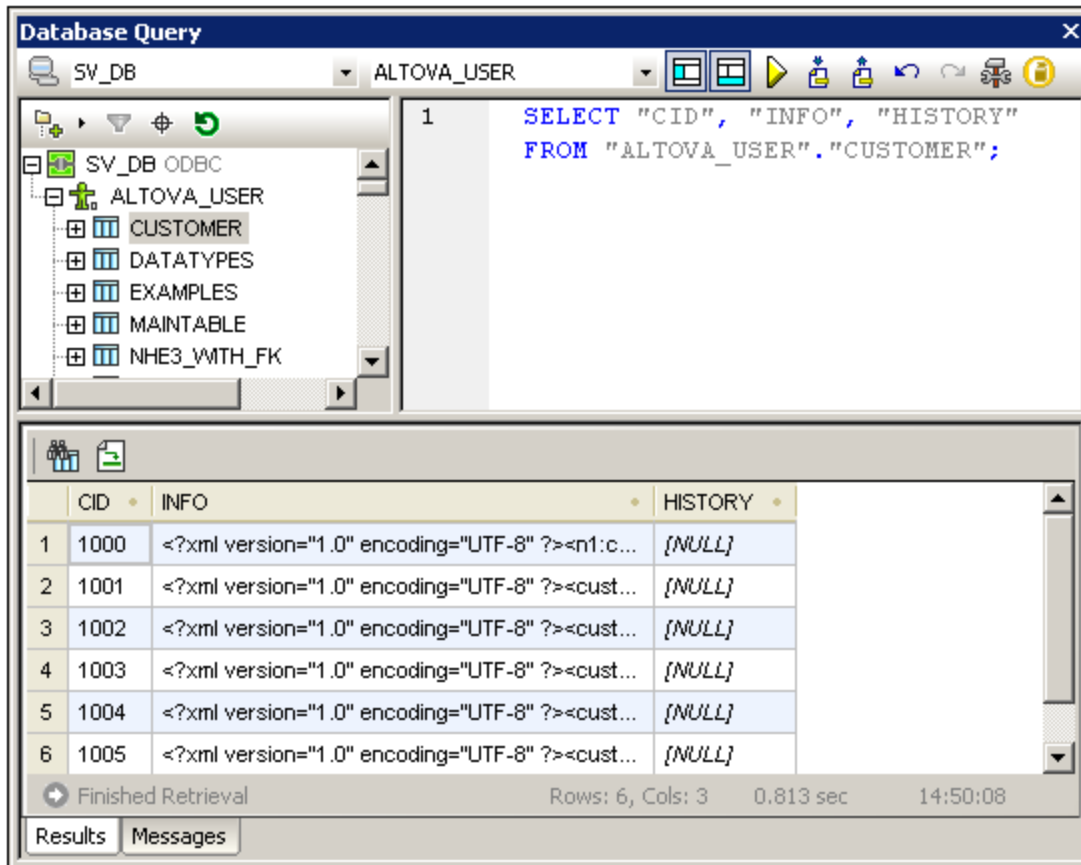 Database Query
SV_DB ALTOVA_USER
1 SELECT "CID", "INFO", "HISTORY"
FROM "ALTOVA_USER"."CUSTOMER";
SV_DB ODBC
ALTOVA_USER
CUSTOMER
DATATYPES
EXAMPLES
MAINTABLE
NHE3_WITH_FK
CID INFO HISTORY
1 1000 <?xml version="1.0" encoding="UTF-8" ?><n1:c... [NULL]
2 1001 <?xml version="1.0" encoding="UTF-8" ?><cust... [NULL]
3 1002 <?xml version="1.0" encoding="UTF-8" ?><cust... [NULL]
4 1003 <?xml version="1.0" encoding="UTF-8" ?><cust... [NULL]
5 1004 <?xml version="1.0" encoding="UTF-8" ?><cust... [NULL]
6 1005 <?xml version="1.0" encoding="UTF-8" ?><cust... [NULL]
Finished Retrieval Rows: 6, Cols: 3 0.813 sec 14:50:08
Results Messages